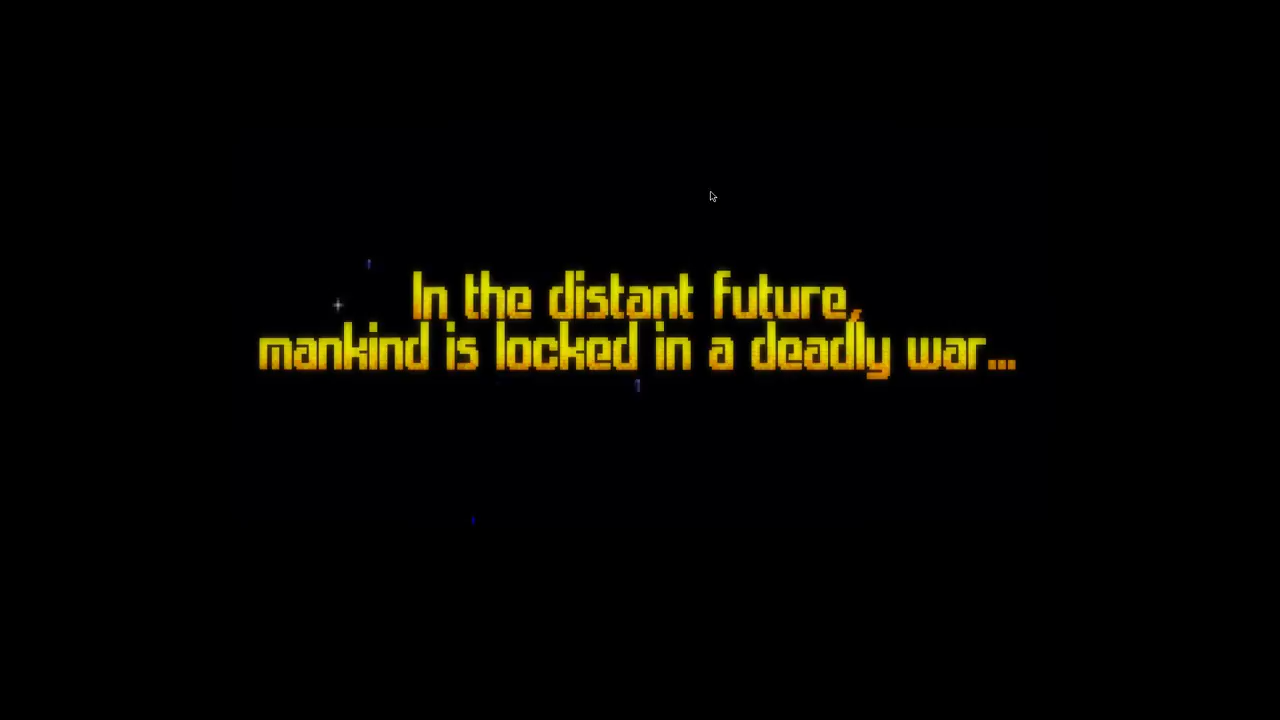 In the distant future,
mankind is locked in a deadly war...